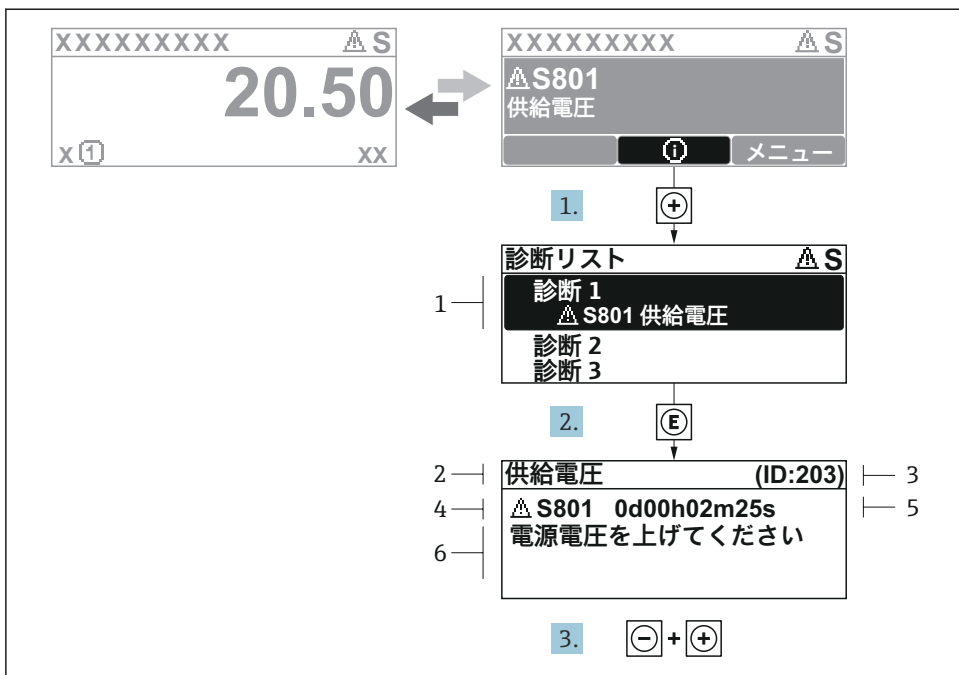 XXXXXXXXX ⚠ S
20.50
X ① XX
XXXXXXXXX ⚠ S
⚠ S801
供給電圧
ⓘ メニュー
1. +
診断リスト ⚠ S
1
診断 1
⚠ S801 供給電圧
診断 2
診断 3
2. E
2 供給電圧 (ID:203) 3
4 ⚠ S801 0d00h02m25s 5
6 電源電圧を上げてください
3. - + +